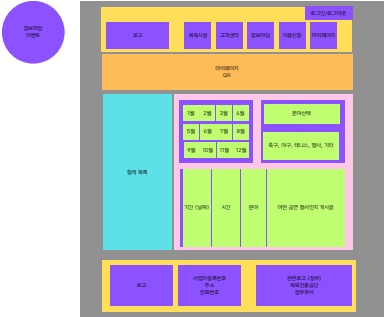 정보마당
이벤트
로그인/로그아웃
로고
체육시설
고객센터
정보마당
이용신청
마이페이지
마이페이지
QR
항목 목록
1월 2월 3월 4월
5월 6월 7월 8월
9월 10월 11월 12월
분야선택
축구, 야구, 테니스, 행사, 기타
기간 (날짜)
시간
분야
어떤 공연 행사인지 게시글
로고
사업자등록번호
주소
전화번호
관련로고 (정부)
체육진흥공단
정부부서